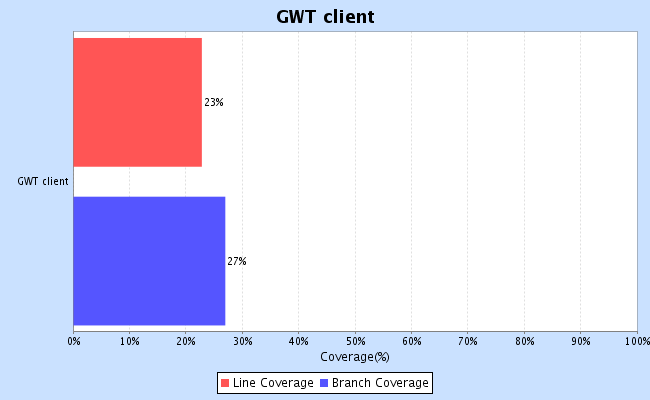 GWT client
23%
GWT client
27%
0% 10% 20% 30% 40% 50% 60% 70% 80% 90% 100%
Coverage(%)
Line Coverage Branch Coverage